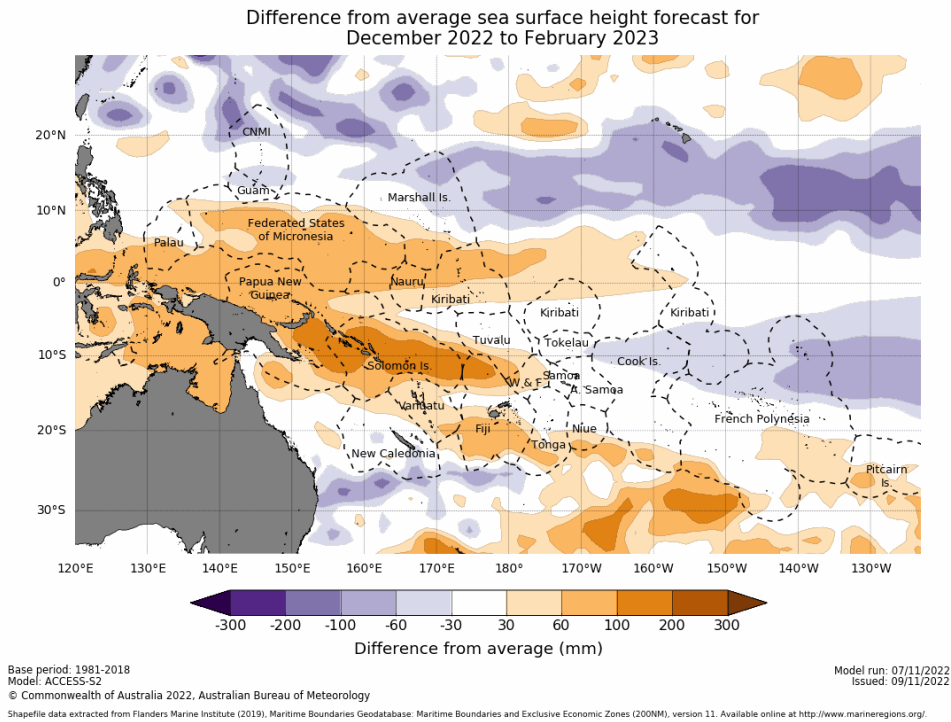 Difference from average sea surface height forecast for
December 2022 to February 2023
20°N
10°N
0°
10°S
20°S
30°S
CNMI
Guam
Marshall Is.
Federated States
of Micronesia
Palau
Papua New
Guinea
Nauru
Kiribati
Kiribati
Kiribati
Tuvalu
Tokelau
Solomon Is.
Cook Is.
Samoa
W & F
A. Samoa
Vanuatu
French Polynesia
Fiji
Niue
Tonga
New Caledonia
Pitcairn
Is.
120°E 130°E 140°E 150°E 160°E 170°E 180°W 170°W 160°W 150°W 140°W 130°W
-300 -200 -100 -60 -30 30 60 100 200 300
Difference from average (mm)
Base period: 1981-2018
Model: ACCESS-S2
© Commonwealth of Australia 2022, Australian Bureau of Meteorology
Model run: 07/11/2022
Issued: 09/11/2022
Shapefile data extracted from Flanders Marine Institute (2019), Maritime Boundaries Geodatabase: Maritime Boundaries and Exclusive Economic Zones (200NM), version 11. Available online at http://www.marineregions.org/.